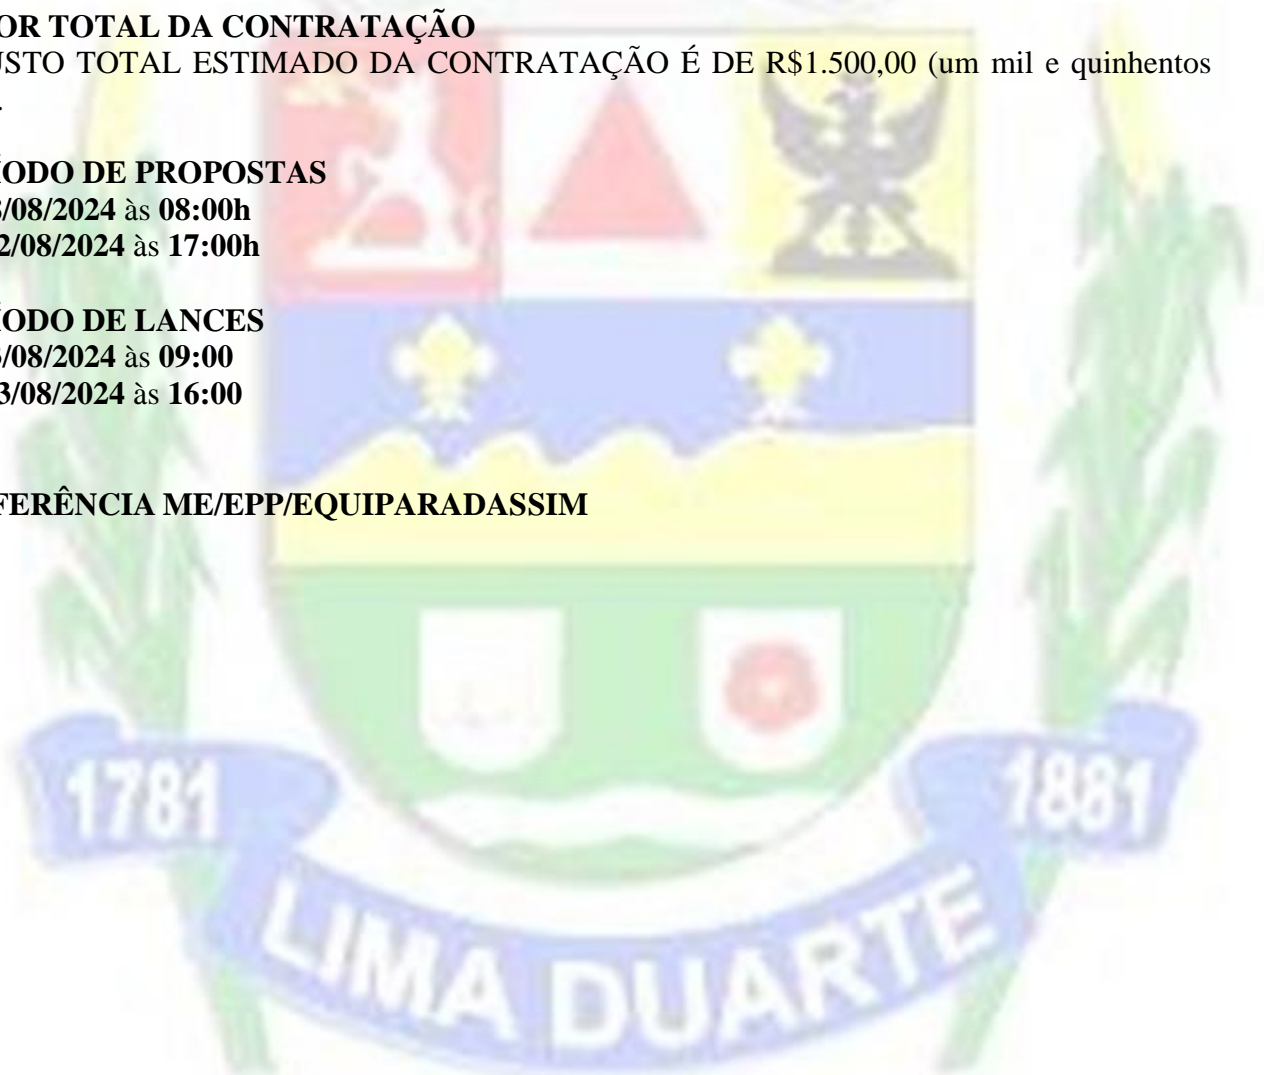 OR TOTAL DA CONTRATAÇÃO
USTO TOTAL ESTIMADO DA CONTRATAÇÃO É DE R$1.500,00 (um mil e quinhentos
.
ÍODO DE PROPOSTAS
/08/2024 às 08:00h
2/08/2024 às 17:00h
ÍODO DE LANCES
/08/2024 às 09:00
3/08/2024 às 16:00
FERÊNCIA ME/EPP/EQUIPARADASSIM
1781
1881
LIMA DUARTE